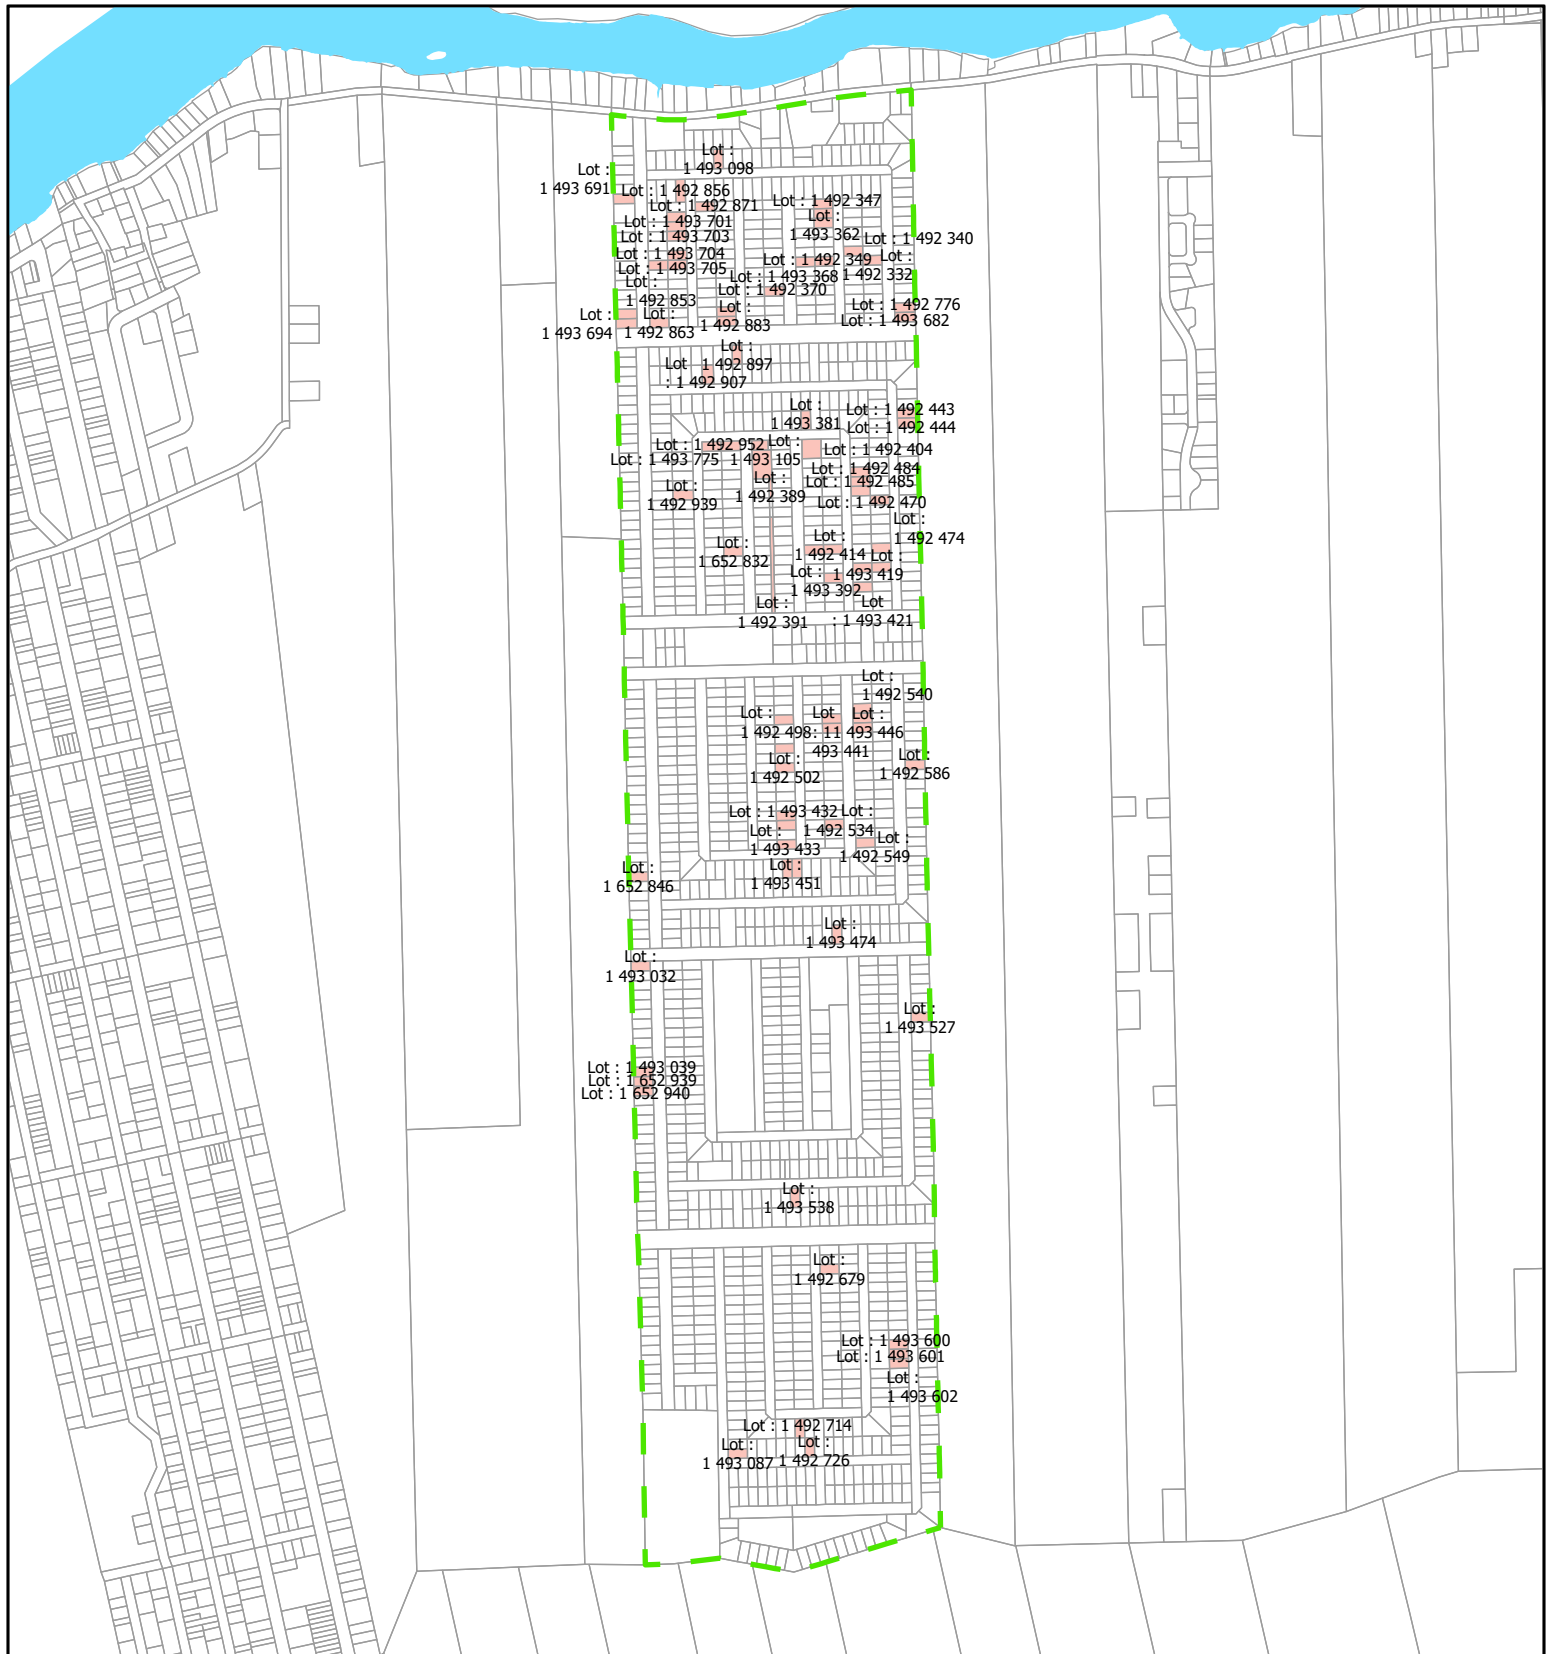 Lot :
1 493 098
Lot :
1 493 691
Lot : 1 492 856
Lot : 1 492 871
Lot : 1 492 347
Lot : 1 493 701
Lot :
1 493 362
Lot : 1 493 703
Lot : 1 492 340
Lot : 1 493 704
Lot : 1 492 349
Lot :
1 492 332
Lot : 1 493 705
Lot : 1 493 368
Lot :
1 492 853
Lot : 1 492 370
Lot :
1 493 694
Lot :
1 492 863
Lot :
1 492 883
Lot : 1 492 776
Lot : 1 493 682
Lot :
1 492 897
Lot
: 1 492 907
Lot :
1 493 381
Lot : 1 492 443
Lot : 1 492 444
Lot : 1 492 952
Lot :
1 493 105
Lot : 1 492 404
Lot : 1 493 775
Lot : 1 492 484
Lot :
1 492 389
Lot : 1 492 485
Lot :
1 492 939
Lot : 1 492 470
Lot :
1 492 474
Lot :
1 652 832
Lot :
1 492 414
Lot :
1 493 419
Lot :
1 493 392
Lot :
1 492 391
Lot
: 1 493 421
Lot :
1 492 540
Lot :
1 492 498
Lot
: 1
493 441
Lot :
1 493 446
Lot :
1 492 502
Lot :
1 492 586
Lot : 1 493 432
Lot :
1 492 534
Lot :
1 493 433
Lot :
1 492 549
Lot :
1 652 846
Lot :
1 493 451
Lot :
1 493 474
Lot :
1 493 032
Lot :
1 493 527
Lot : 1 493 039
Lot : 1 652 939
Lot : 1 652 940
Lot :
1 493 538
Lot :
1 492 679
Lot : 1 493 600
Lot : 1 493 601
Lot :
1 493 602
Lot : 1 492 714
Lot :
1 493 087
Lot :
1 492 726